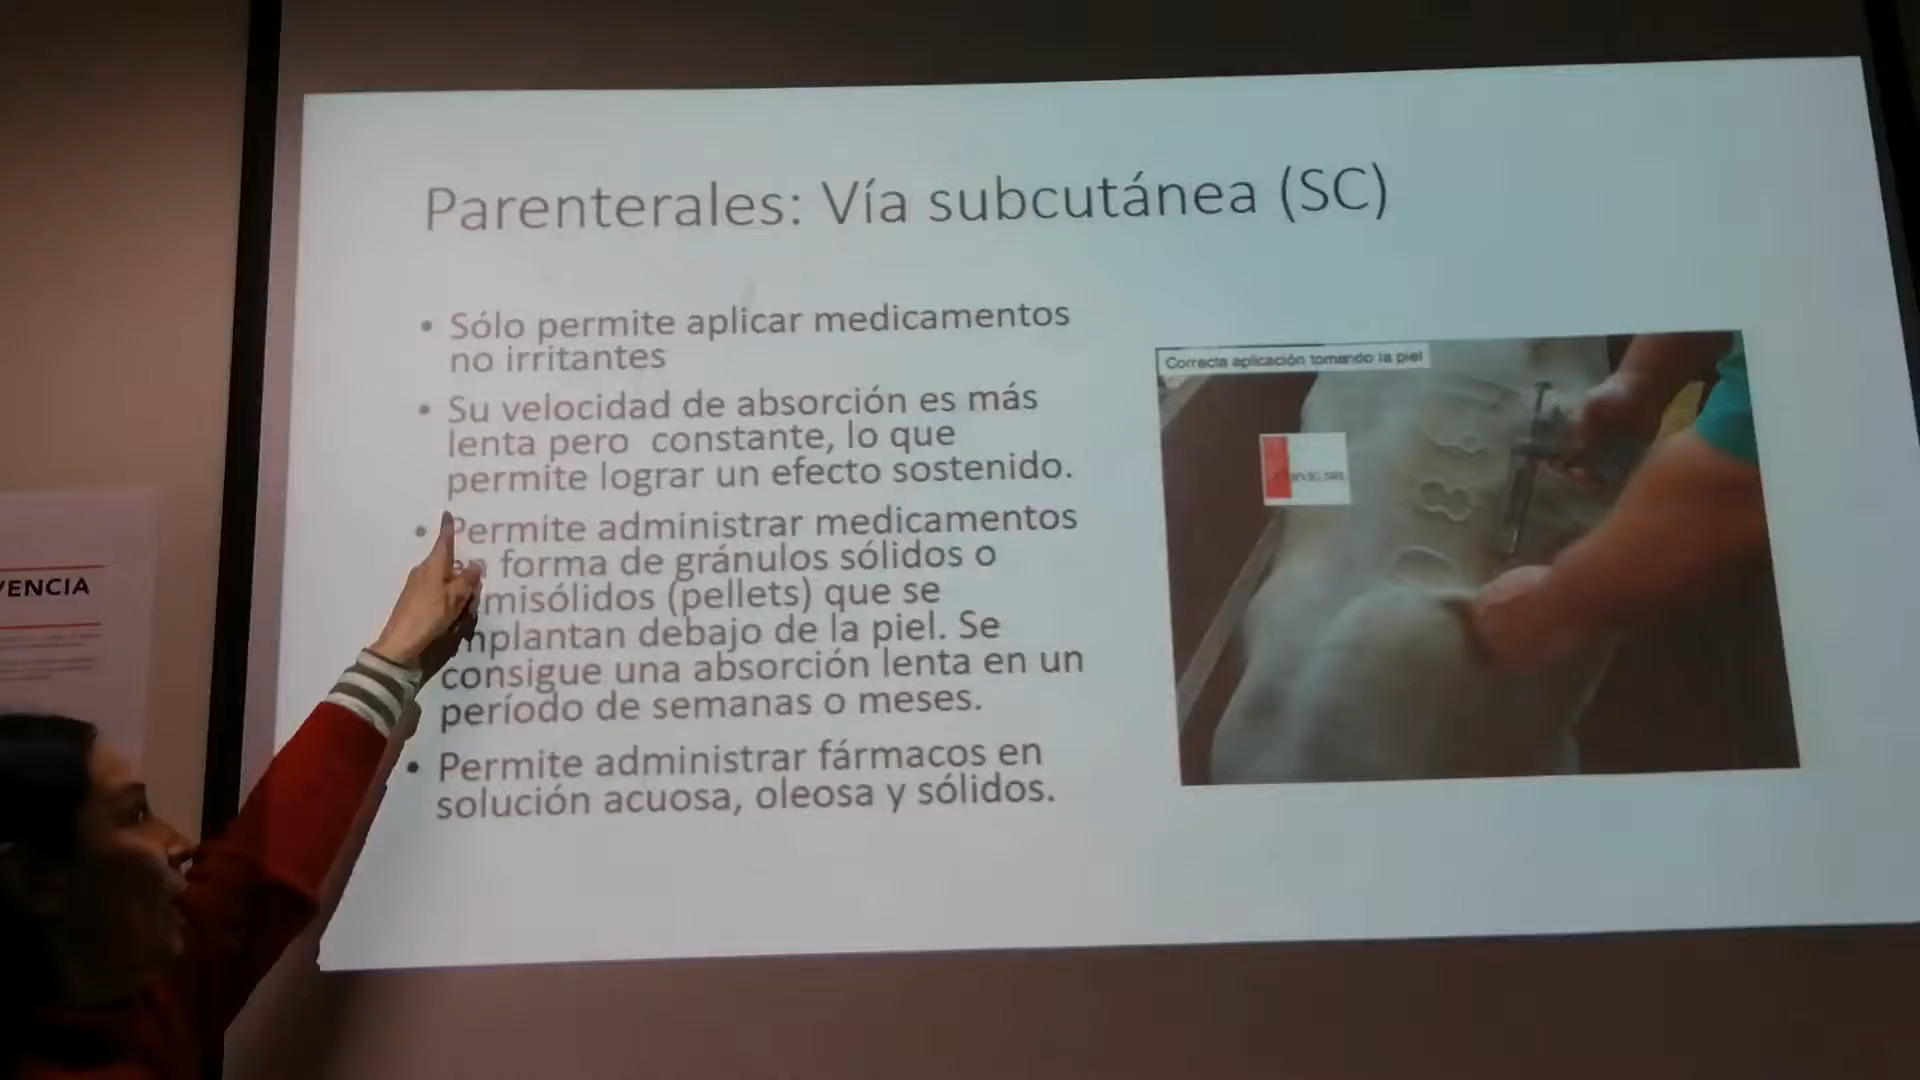 Parenterales: Vía subcutánea (SC)
• Sólo permite aplicar medicamentos
no irritantes
• Su velocidad de absorción es más
lenta pero constante, lo que
permite lograr un efecto sostenido.
• Permite administrar medicamentos
en forma de gránulos sólidos o
misólidos (pellets) que se
mplantan debajo de la piel. Se
consigue una absorción lenta en un
período de semanas o meses.
• Permite administrar fármacos en
solución acuosa, oleosa y sólidos.
Correcta aplicación tomando la piel
VENCIA